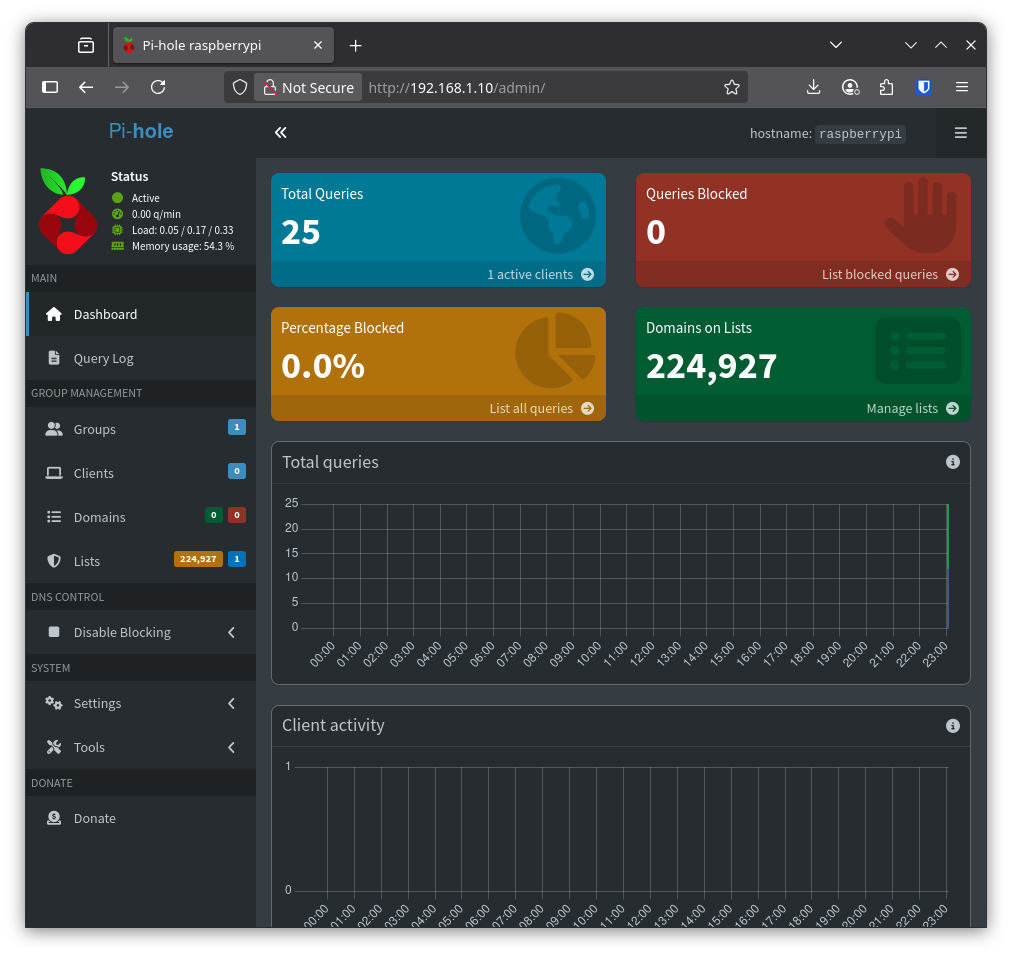 Pi-hole raspberrypi
Not Secure http://192.168.1.10/admin/
Pi-hole
hostname: raspberrypi
Status
Active
0.00 q/min
Load: 0.05 / 0.17 / 0.33
Memory usage: 54.3 %
MAIN
Dashboard
Query Log
GROUP MANAGEMENT
Groups 1
Clients 0
Domains 0 0
Lists 224,927 1
DNS CONTROL
Disable Blocking
SYSTEM
Settings
Tools
DONATE
Donate
Total Queries
25
1 active clients
Queries Blocked
0
List blocked queries
Percentage Blocked
0.0%
List all queries
Domains on Lists
224,927
Manage lists
Total queries
25
20
15
10
5
0
00:00 01:00 02:00 03:00 04:00 05:00 06:00 07:00 08:00 09:00 10:00 11:00 12:00 13:00 14:00 15:00 16:00 17:00 18:00 19:00 20:00 21:00 22:00 23:00
Client activity
1
0
00:00 01:00 02:00 03:00 04:00 05:00 06:00 07:00 08:00 09:00 10:00 11:00 12:00 13:00 14:00 15:00 16:00 17:00 18:00 19:00 20:00 21:00 22:00 23:00